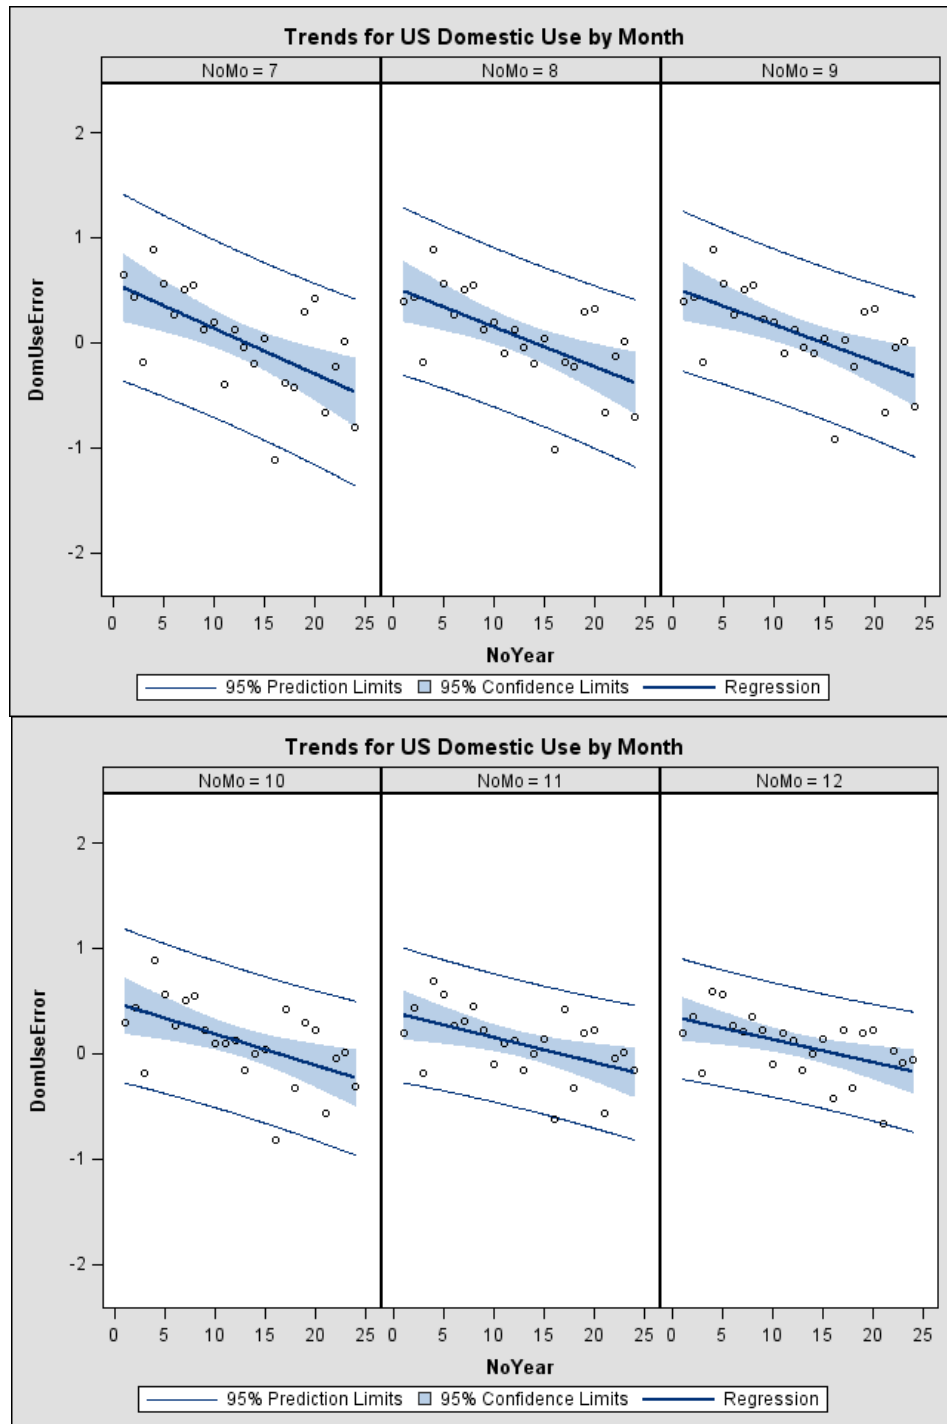 Trends for US Domestic Use by Month
NoMo = 7 NoMo = 8 NoMo = 9
2
1
0
-1
-2
DomUseError
0 5 10 15 20 25 0 5 10 15 20 25 0 5 10 15 20 25
NoYear
95% Prediction Limits 95% Confidence Limits Regression
Trends for US Domestic Use by Month
NoMo = 10 NoMo = 11 NoMo = 12
2
1
0
-1
-2
DomUseError
0 5 10 15 20 25 0 5 10 15 20 25 0 5 10 15 20 25
NoYear
95% Prediction Limits 95% Confidence Limits Regression